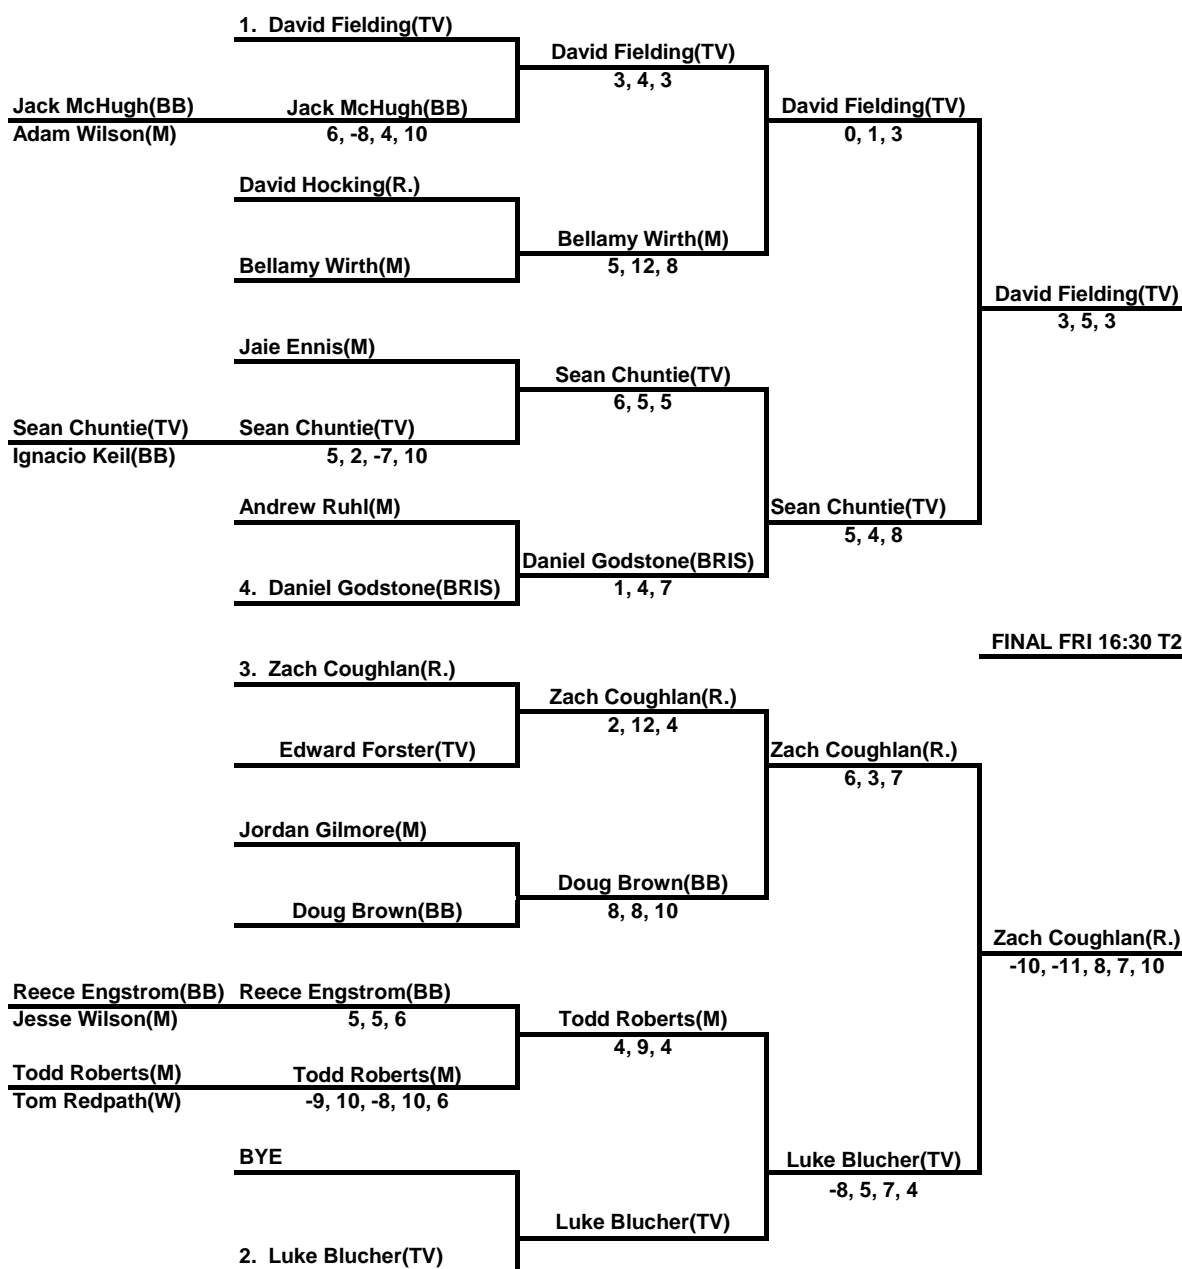 1. David Fielding(TV)
David Fielding(TV)
3, 4, 3
Jack McHugh(BB) Jack McHugh(BB) David Fielding(TV)
Adam Wilson(M) 6, -8, 4, 10 0, 1, 3
David Hocking(R.)
Bellamy Wirth(M)
Bellamy Wirth(M) 5, 12, 8
David Fielding(TV)
3, 5, 3
Jaie Ennis(M)
Sean Chuntie(TV)
6, 5, 5
Sean Chuntie(TV) Sean Chuntie(TV)
Ignacio Keil(BB) 5, 2, -7, 10
Andrew Ruhl(M) Sean Chuntie(TV)
5, 4, 8
Daniel Godstone(BRIS)
4. Daniel Godstone(BRIS) 1, 4, 7
FINAL FRI 16:30 T2
3. Zach Coughlan(R.)
Zach Coughlan(R.)
2, 12, 4
Edward Forster(TV) Zach Coughlan(R.)
6, 3, 7
Jordan Gilmore(M)
Doug Brown(BB)
Doug Brown(BB) 8, 8, 10
Zach Coughlan(R.)
-10, -11, 8, 7, 10
Reece Engstrom(BB) Reece Engstrom(BB)
Jesse Wilson(M) 5, 5, 6 Todd Roberts(M)
4, 9, 4
Todd Roberts(M) Todd Roberts(M)
Tom Redpath(W) -9, 10, -8, 10, 6
BYE Luke Blucher(TV)
-8, 5, 7, 4
Luke Blucher(TV)
2. Luke Blucher(TV)